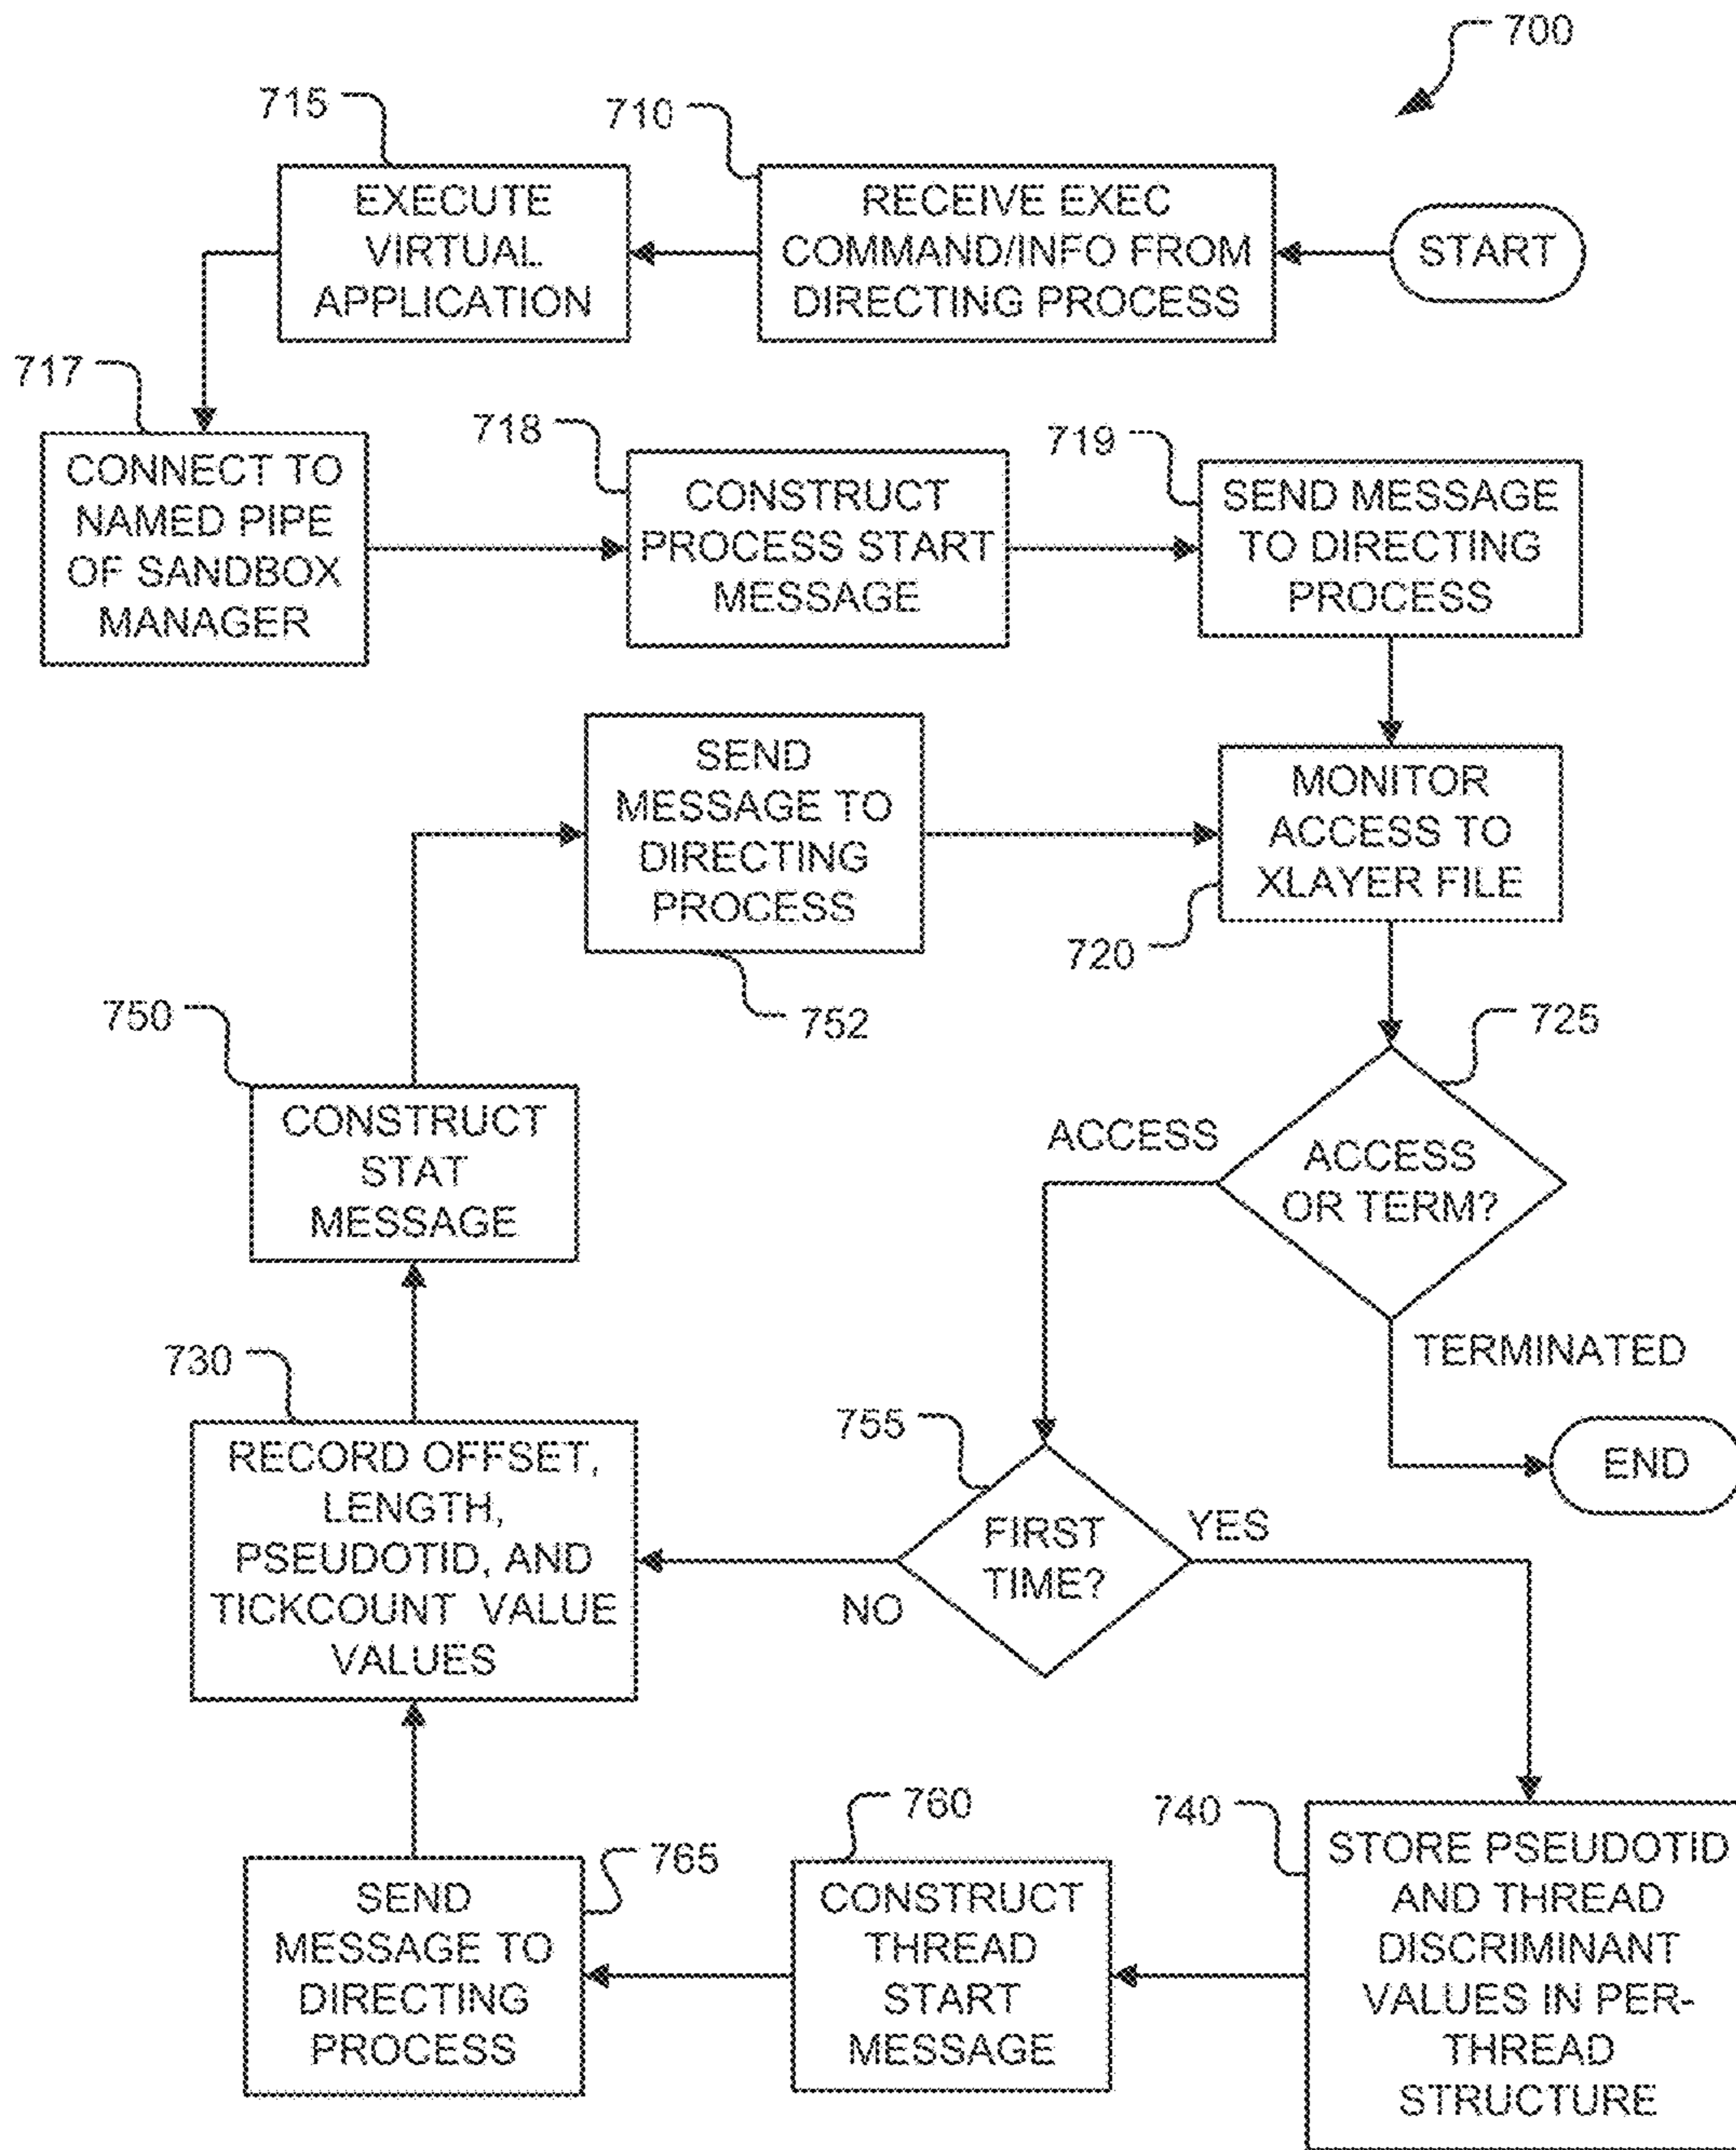 700
715
710
EXECUTE
VIRTUAL
APPLICATION
RECEIVE EXEC
COMMAND/INFO FROM
DIRECTING PROCESS
START
717
718
719
CONNECT TO
NAMED PIPE
OF SANDBOX
MANAGER
CONSTRUCT
PROCESS START
MESSAGE
SEND MESSAGE
TO DIRECTING
PROCESS
SEND
MESSAGE TO
DIRECTING
PROCESS
MONITOR
ACCESS TO
XLAYER FILE
720
750
752
725
CONSTRUCT
STAT
MESSAGE
ACCESS
ACCESS
OR TERM?
TERMINATED
730
755
END
RECORD OFFSET,
LENGTH,
PSEUDOTID, AND
TICKCOUNT VALUE
VALUES
FIRST
TIME?
YES
NO
765
760
740
SEND
MESSAGE TO
DIRECTING
PROCESS
CONSTRUCT
THREAD
START
MESSAGE
STORE PSEUDOTID
AND THREAD
DISCRIMINANT
VALUES IN PER-
THREAD
STRUCTURE